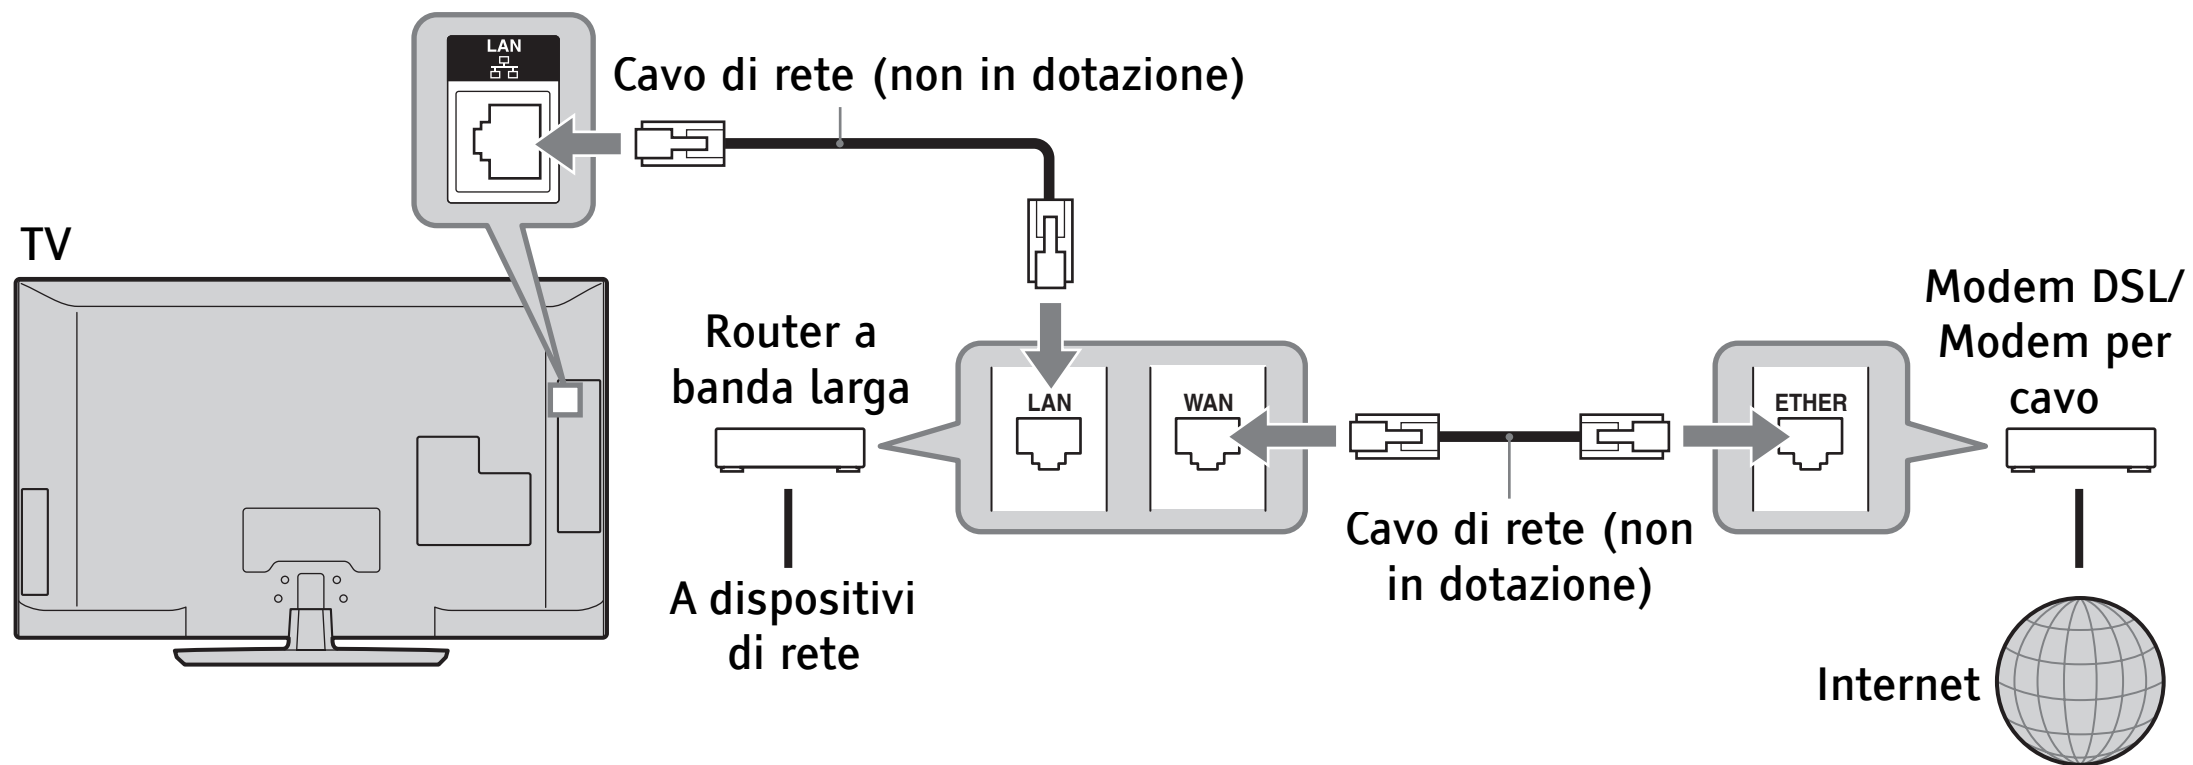 LAN
Cavo di rete (non in dotazione)
TV
Router a
banda larga
LAN
WAN
ETHER
Modem DSL/
Modem per
cavo
Cavo di rete (non
in dotazione)
A dispositivi
di rete
Internet